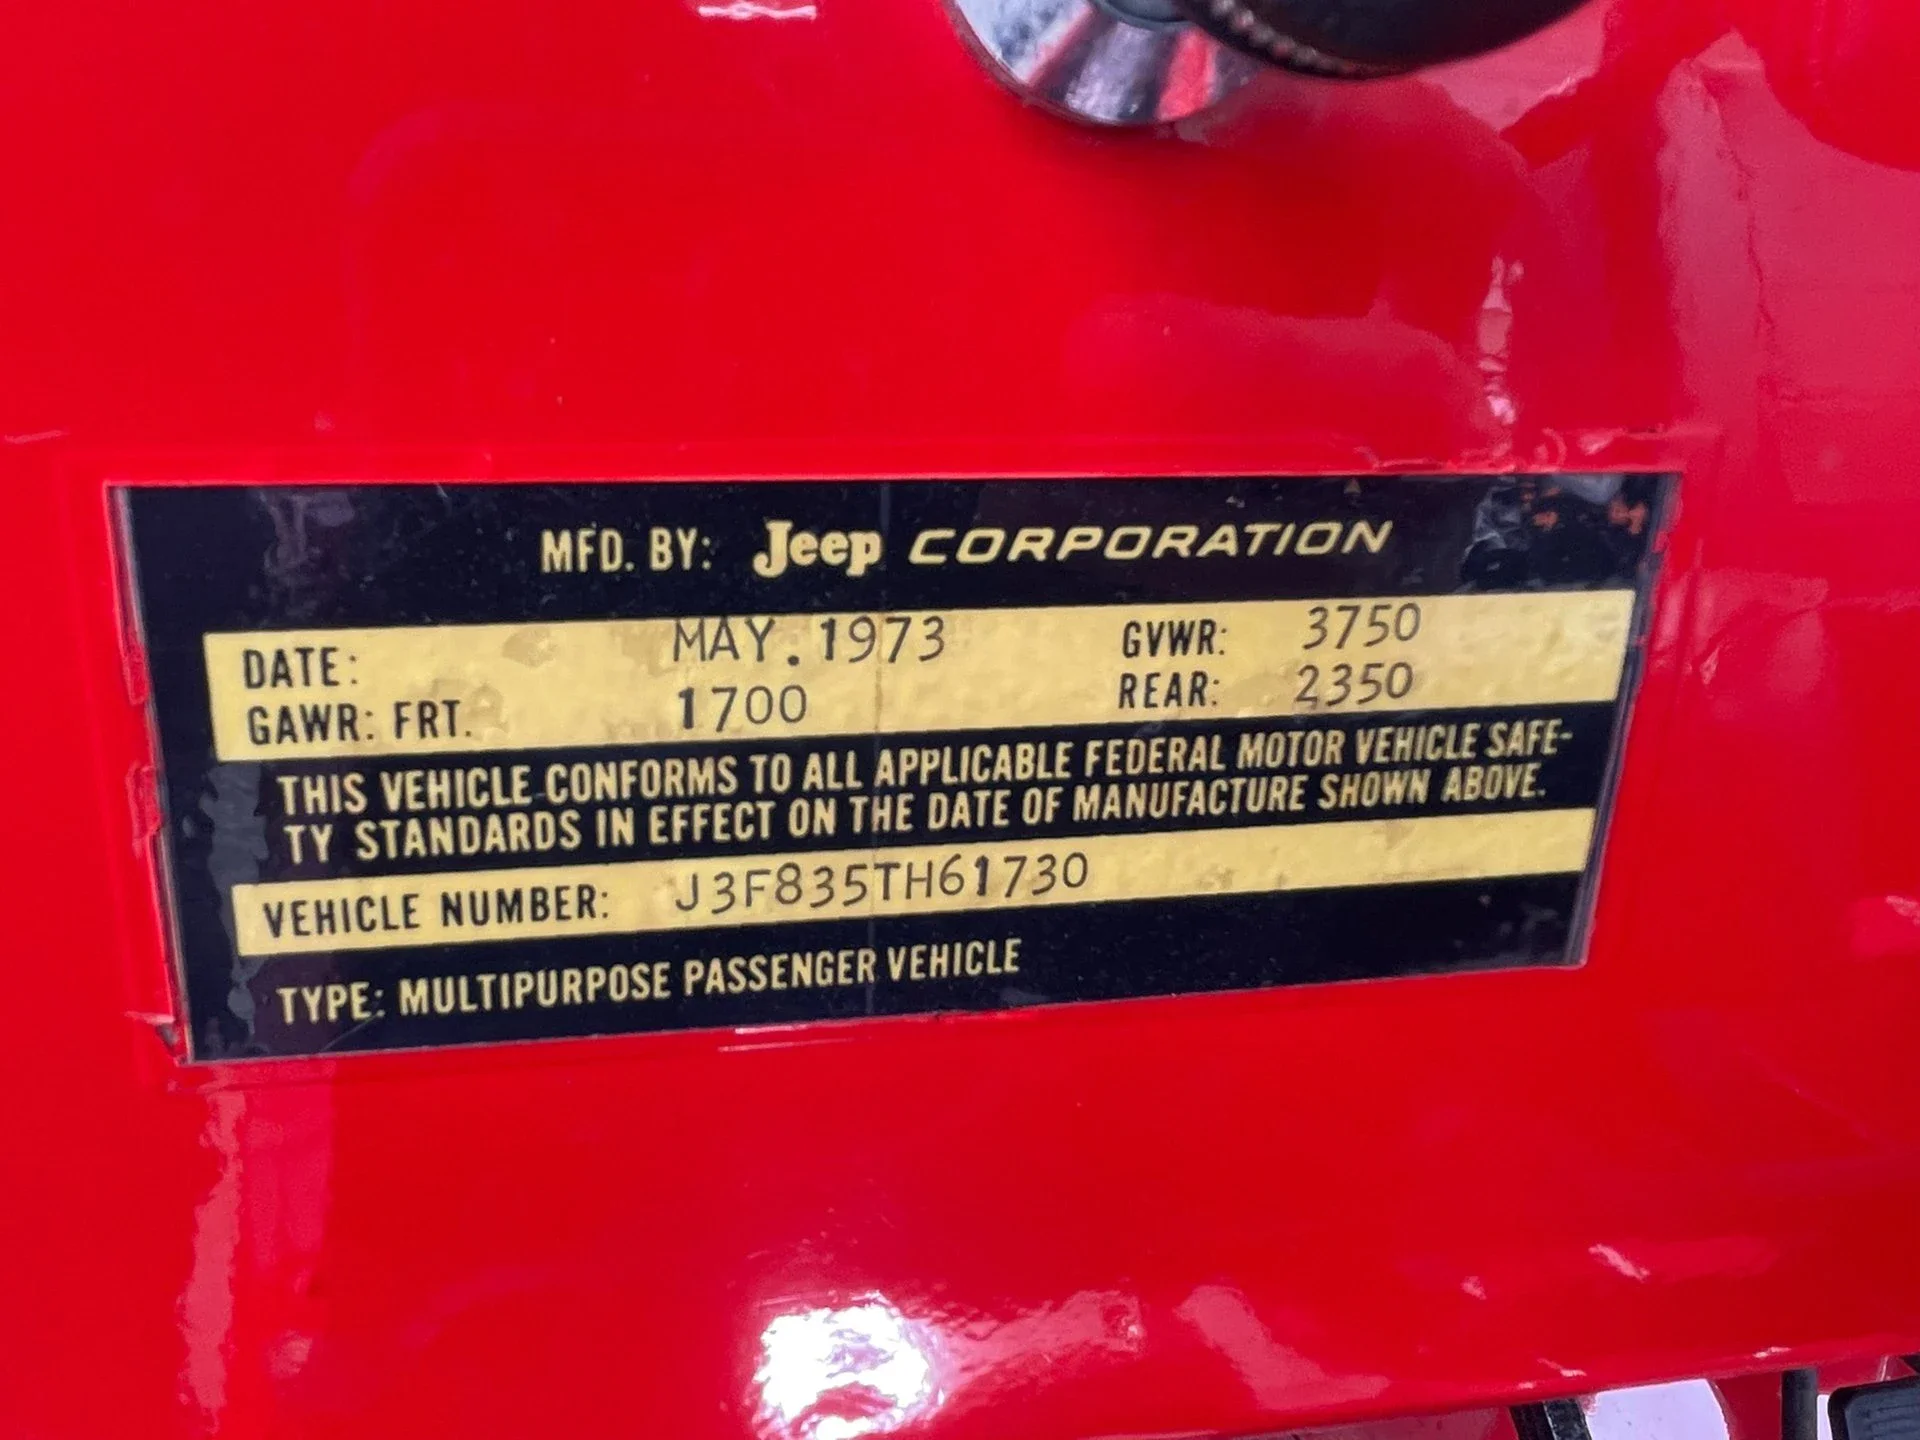 MFD. BY: Jeep CORPORATION
DATE: MAY.1973 GVWR: 3750
GAWR: FRT. 1700 REAR: 2350
THIS VEHICLE CONFORMS TO ALL APPLICABLE FEDERAL MOTOR VEHICLE SAFE-
TY STANDARDS IN EFFECT ON THE DATE OF MANUFACTURE SHOWN ABOVE.
VEHICLE NUMBER: J3F835TH61730
TYPE: MULTIPURPOSE PASSENGER VEHICLE